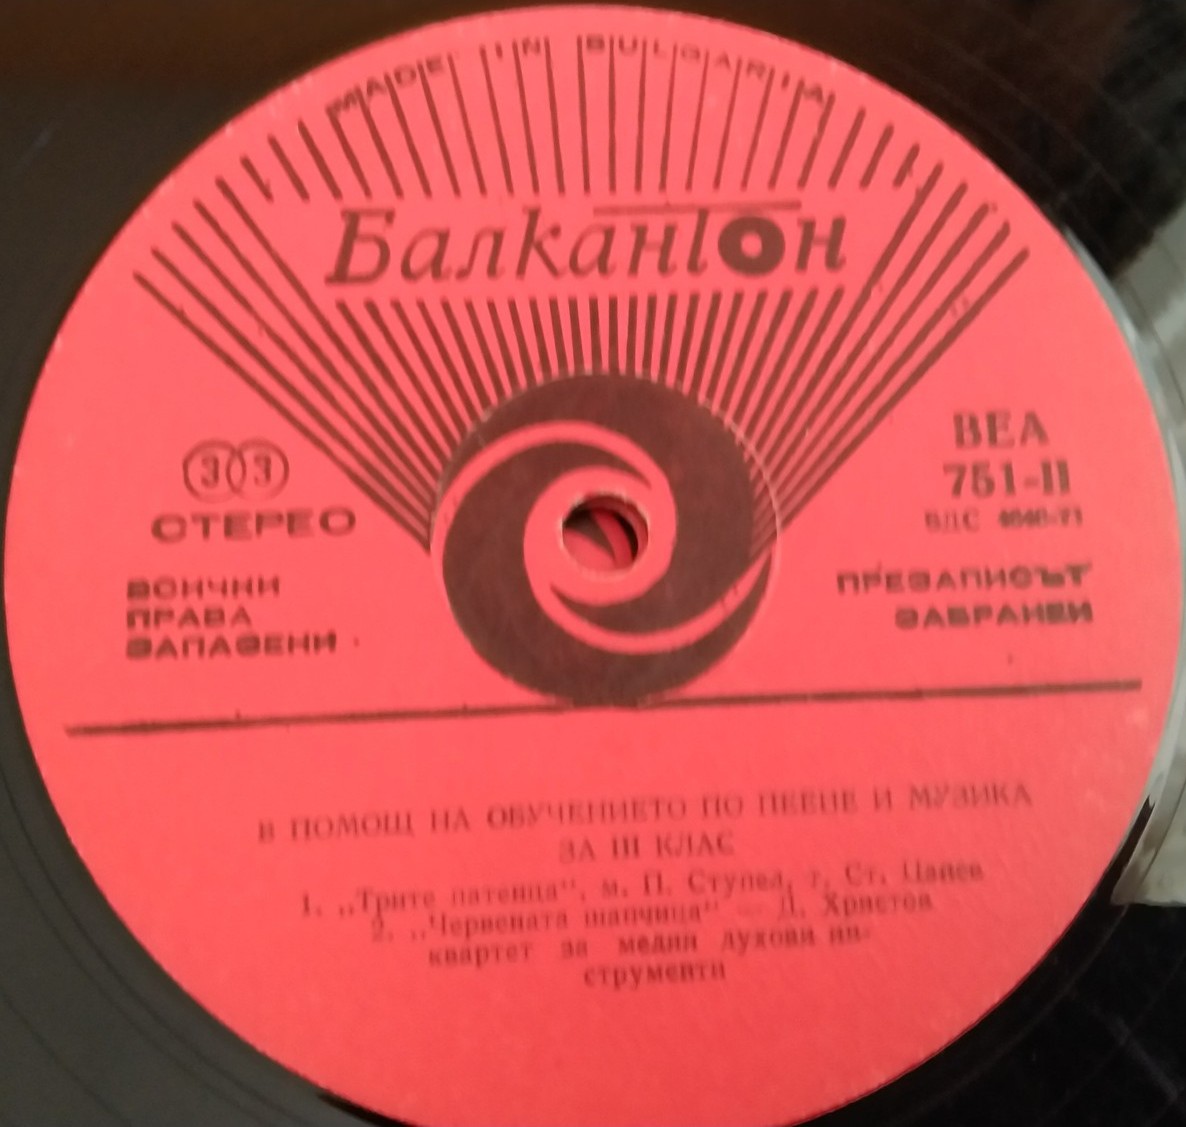 MADE IN BULGARIA
Балкантон
33
СТЕРЕО
ВСИЧКИ
ПРАВА
ЗАПАЗЕНИ
ВЕА
751-II
БДС
ПРЕЗАПИСЪТ
ЗАБРАНЕН
В ПОМОЩ НА ОБУЧЕНИЕТО ПО ПЕЕНЕ И МУЗИКА
ЗА III КЛАС
1. „Трите патенца“, м. П. Ступел, т. Ст. Цанев
2. „Червената шапчица“ — Д. Христов
квартет за медни духови ин-
струменти